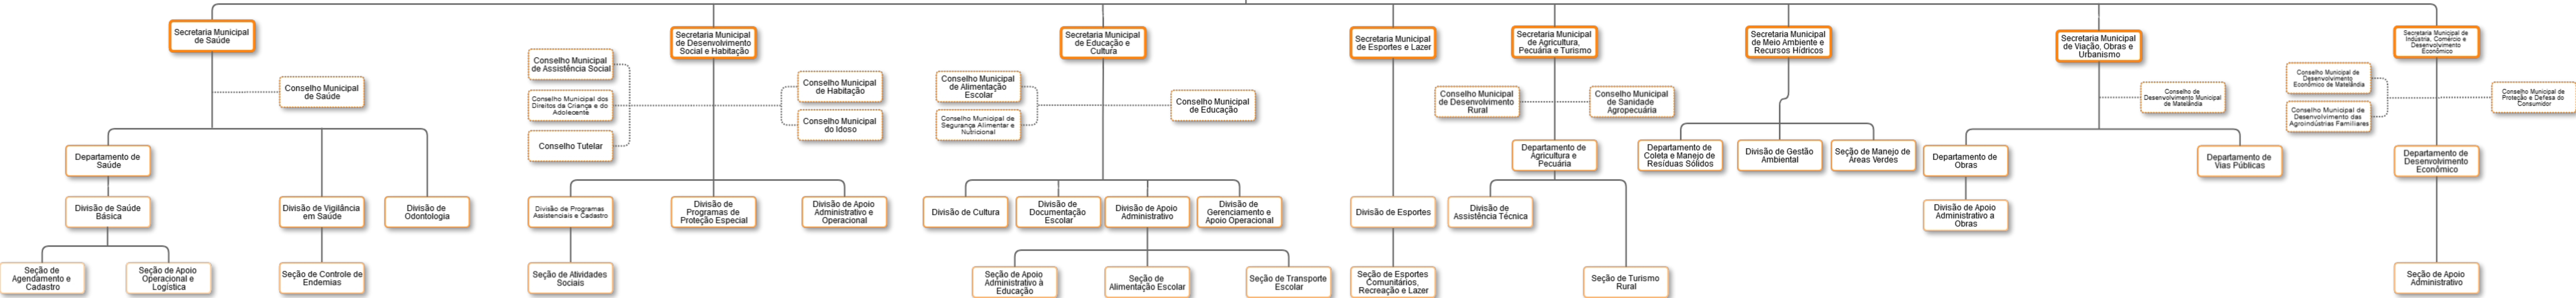 Secretaria Municipal
de Saúde
Conselho Municipal
de Saúde
Departamento de
Saúde
Divisão de Saúde
Básica
Divisão de Vigilância
em Saúde
Divisão de
Odontologia
Seção de
Agendamento e
Cadastro
Seção de Apoio
Operacional e
Logística
Seção de Controle de
Endemias
Secretaria Municipal
de Desenvolvimento
Social e Habitação
Conselho Municipal
de Assistência Social
Conselho Municipal dos
Direitos da Criança e do
Adolecente
Conselho Tutelar
Conselho Municipal
de Habitação
Conselho Municipal
do Idoso
Divisão de Programas
Assistenciais e Cadastro
Divisão de
Programas de
Proteção Especial
Divisão de Apoio
Administrativo e
Operacional
Seção de Atividades
Sociais
Secretaria Municipal
de Educação e
Cultura
Conselho Municipal
de Alimentação
Escolar
Conselho Municipal de
Segurança Alimentar e
Nutricional
Conselho Municipal
de Educação
Divisão de Cultura
Divisão de
Documentação
Escolar
Divisão de Apoio
Administrativo
Divisão de
Gerenciamento e
Apoio Operacional
Seção de Apoio
Administrativo à
Educação
Seção de
Alimentação Escolar
Seção de Transporte
Escolar
Secretaria Municipal
de Esportes e Lazer
Divisão de Esportes
Seção de Esportes
Comunitários,
Recreação e Lazer
Secretaria Municipal
de Agricultura,
Pecuária e Turismo
Conselho Municipal
de Desenvolvimento
Rural
Conselho Municipal
de Sanidade
Agropecuária
Departamento de
Agricultura e
Pecuária
Divisão de
Assistência Técnica
Seção de Turismo
Rural
Secretaria Municipal
de Meio Ambiente e
Recursos Hídricos
Departamento de
Coleta e Manejo de
Resíduas Sólidos
Divisão de Gestão
Ambiental
Seção de Manejo de
Áreas Verdes
Secretaria Municipal
de Viação, Obras e
Urbanismo
Conselho de
Desenvolvimento Municipal
de Matelândia
Departamento de
Obras
Departamento de
Vias Públicas
Divisão de Apoio
Administrativo a
Obras
Secretaria Municipal de
Indústria, Comércio e
Desenvolvimento
Econômico
Conselho Municipal de
Desenvolvimento
Econômico de Matelândia
Conselho Municipal de
Desenvolvimento das
Agroindústrias Familiares
Conselho Municipal de
Proteção e Defesa do
Consumidor
Departamento de
Desenvolvimento
Econômico
Seção de Apoio
Administrativo